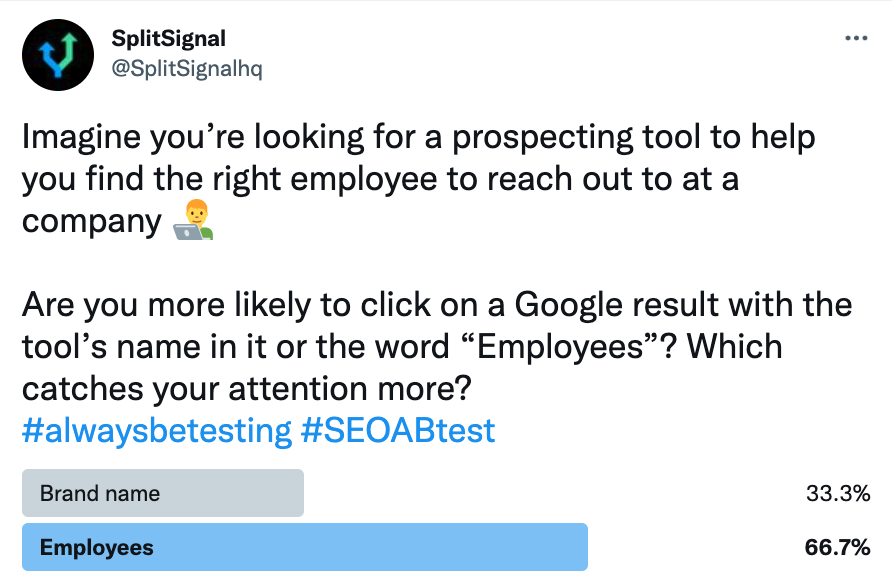 SplitSignal
@SplitSignalhq
Imagine you’re looking for a prospecting tool to help
you find the right employee to reach out to at a
company 👨‍💻
Are you more likely to click on a Google result with the
tool’s name in it or the word “Employees”? Which
catches your attention more?
#alwaysbetesting #SEOABtest
Brand name 33.3%
Employees 66.7%